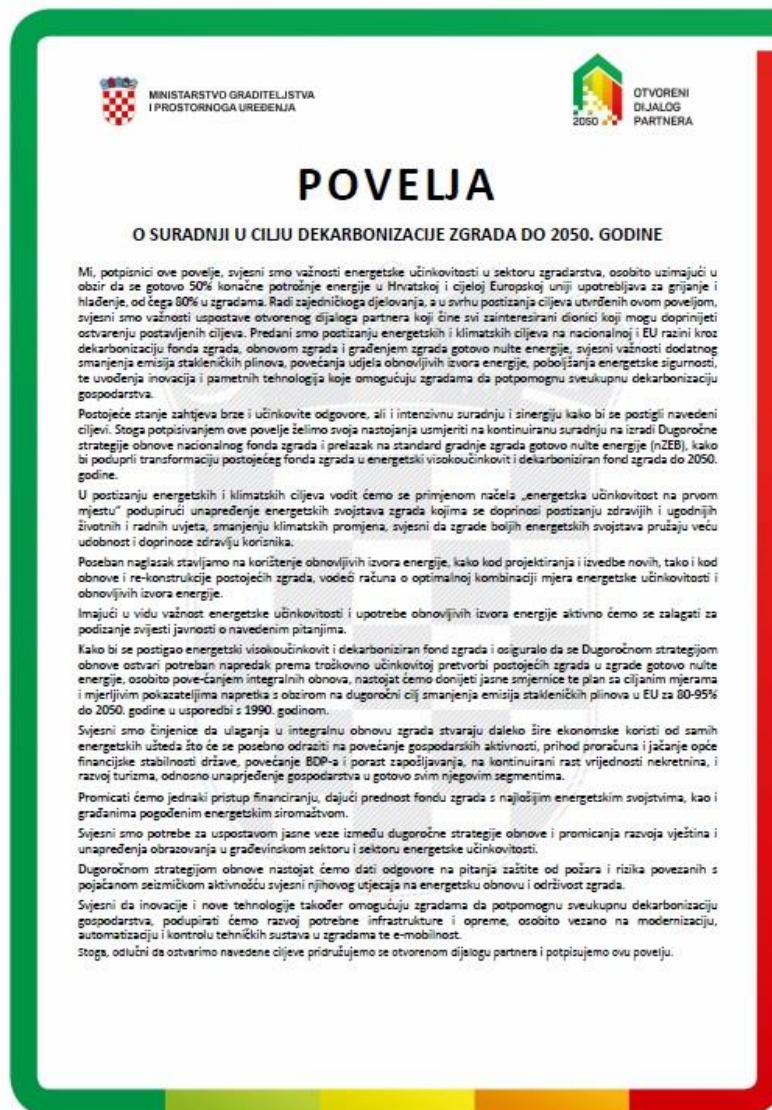 MINISTARSTVO GRADITELJSTVA
I PROSTORNOGA UREĐENJA
2050
OTVORENI
DIJALOG
PARTNERA
POVELJA
O SURADNJI U CILJU DEKARBONIZACIJE ZGRADA DO 2050. GODINE
Mi, potpisnici ove povelje, svjesni smo važnosti energetske učinkovitosti u sektoru zgradarstva, osobito uzimajući u
obzir da se gotovo 50% konačne potrošnje energije u Hrvatskoj i cijeloj Europskoj uniji upotrebljava za grijanje i
hlađenje, od čega 80% u zgradama. Radi zajedničkoga djelovanja, a u svrhu postizanja ciljeva utvrđenih ovom poveljom,
svjesni smo važnosti uspostave otvorenog dijaloga partnera koji čine svi zainteresirani dionici koji mogu doprinijeti
ostvarenju postavljenih ciljeva. Predani smo postizanju energetskih i klimatskih ciljeva na nacionalnoj i EU razini kroz
dekarbonizaciju fonda zgrada, obnovom zgrada i građenjem zgrada gotovo nulte energije, svjesni važnosti dodatnog
smanjenja emisija stakleničkih plinova, povećanja udjela obnovljivih izvora energije, poboljšanja energetske sigurnosti,
te uvođenja inovacija i pametnih tehnologija koje omogućuju zgradama da potpomognu sveukupnu dekarbonizaciju
gospodarstva.
Postojeće stanje zahtjeva brze i učinkovite odgovore, ali i intenzivnu suradnju i sinergiju kako bi se postigli navedeni
ciljevi. Stoga potpisivanjem ove povelje želimo svoja nastojanja usmjeriti na kontinuiranu suradnju na izradi Dugoročne
strategije obnove nacionalnog fonda zgrada i prelazak na standard gradnje zgrada gotovo nulte energije (nZEB), kako
bi poduprli transformaciju postojećeg fonda zgrada u energetski visokoučinkovit i dekarboniziran fond zgrada do 2050.
godine.
U postizanju energetskih i klimatskih ciljeva vodit ćemo se primjenom načela „energetska učinkovitost na prvom
mjestu" podupirući unapređenje energetskih svojstava zgrada kojima se doprinosi postizanju zdravijih i ugodnijih
životnih i radnih uvjeta, smanjenju klimatskih promjena, svjesni da zgrade boljih energetskih svojstava pružaju veću
udobnost i doprinose zdravlju korisnika.
Poseban naglasak stavljamo na korištenje obnovljivih izvora energije, kako kod projektiranja i izvedbe novih, tako i kod
obnove i re-konstrukcije postojećih zgrada, vodeći računa o optimalnoj kombinaciji mjera energetske učinkovitosti i
obnovljivih izvora energije.
Imajući u vidu važnost energetske učinkovitosti i upotrebe obnovljivih izvora energije aktivno ćemo se zalagati za
podizanje svijesti javnosti o navedenim pitanjima.
Kako bi se postigao energetski visokoučinkovit i dekarboniziran fond zgrada i osiguralo da se Dugoročnom strategijom
obnove ostvari potreban napredak prema troškovno učinkovitoj pretvorbi postojećih zgrada u zgrade gotovo nulte
energije, osobito pove-ćanjem integralnih obnova, nastojat ćemo donijeti jasne smjernice te plan sa ciljanim mjerama
i mjerljivim pokazateljima napretka s obzirom na dugoročni cilj smanjenja emisija stakleničkih plinova u EU za 80-95%
do 2050. godine u usporedbi s 1990. godinom.
Svjesni smo činjenice da ulaganja u integralnu obnovu zgrada stvaraju daleko šire ekonomske koristi od samih
energetskih ušteda što će se posebno odraziti na povećanje gospodarskih aktivnosti, prihod proračuna i jačanje opće
financijske stabilnosti države, povećanje BDP-a i porast zapošljavanja, na kontinuirani rast vrijednosti nekretnina, i
razvoj turizma, odnosno unaprjeđenje gospodarstva u gotovo svim njegovim segmentima.
Promicati ćemo jednaki pristup financiranju, dajući prednost fondu zgrada s najlošijim energetskim svojstvima, kao i
građanima pogođenim energetskim siromaštvom.
Svjesni smo potrebe za uspostavom jasne veze između dugoročne strategije obnove i promicanja razvoja vještina i
unapređenja obrazovanja u građevinskom sektoru i sektoru energetske učinkovitosti.
Dugoročnom strategijom obnove nastojat ćemo dati odgovore na pitanja zaštite od požara i rizika povezanih s
pojačanom seizmičkom aktivnošću svjesni njihovog utjecaja na energetsku obnovu i održivost zgrada.
Svjesni da inovacije i nove tehnologije također omogućuju zgradama da potpomognu sveukupnu dekarbonizaciju
gospodarstva, podupirati ćemo razvoj potrebne infrastrukture i opreme, osobito vezano na modernizaciju,
automatizaciju i kontrolu tehničkih sustava u zgradama te e-mobilnost.
Stoga, odlučni da ostvarimo navedene ciljeve pridružujemo se otvorenom dijalogu partnera i potpisujemo ovu povelju.